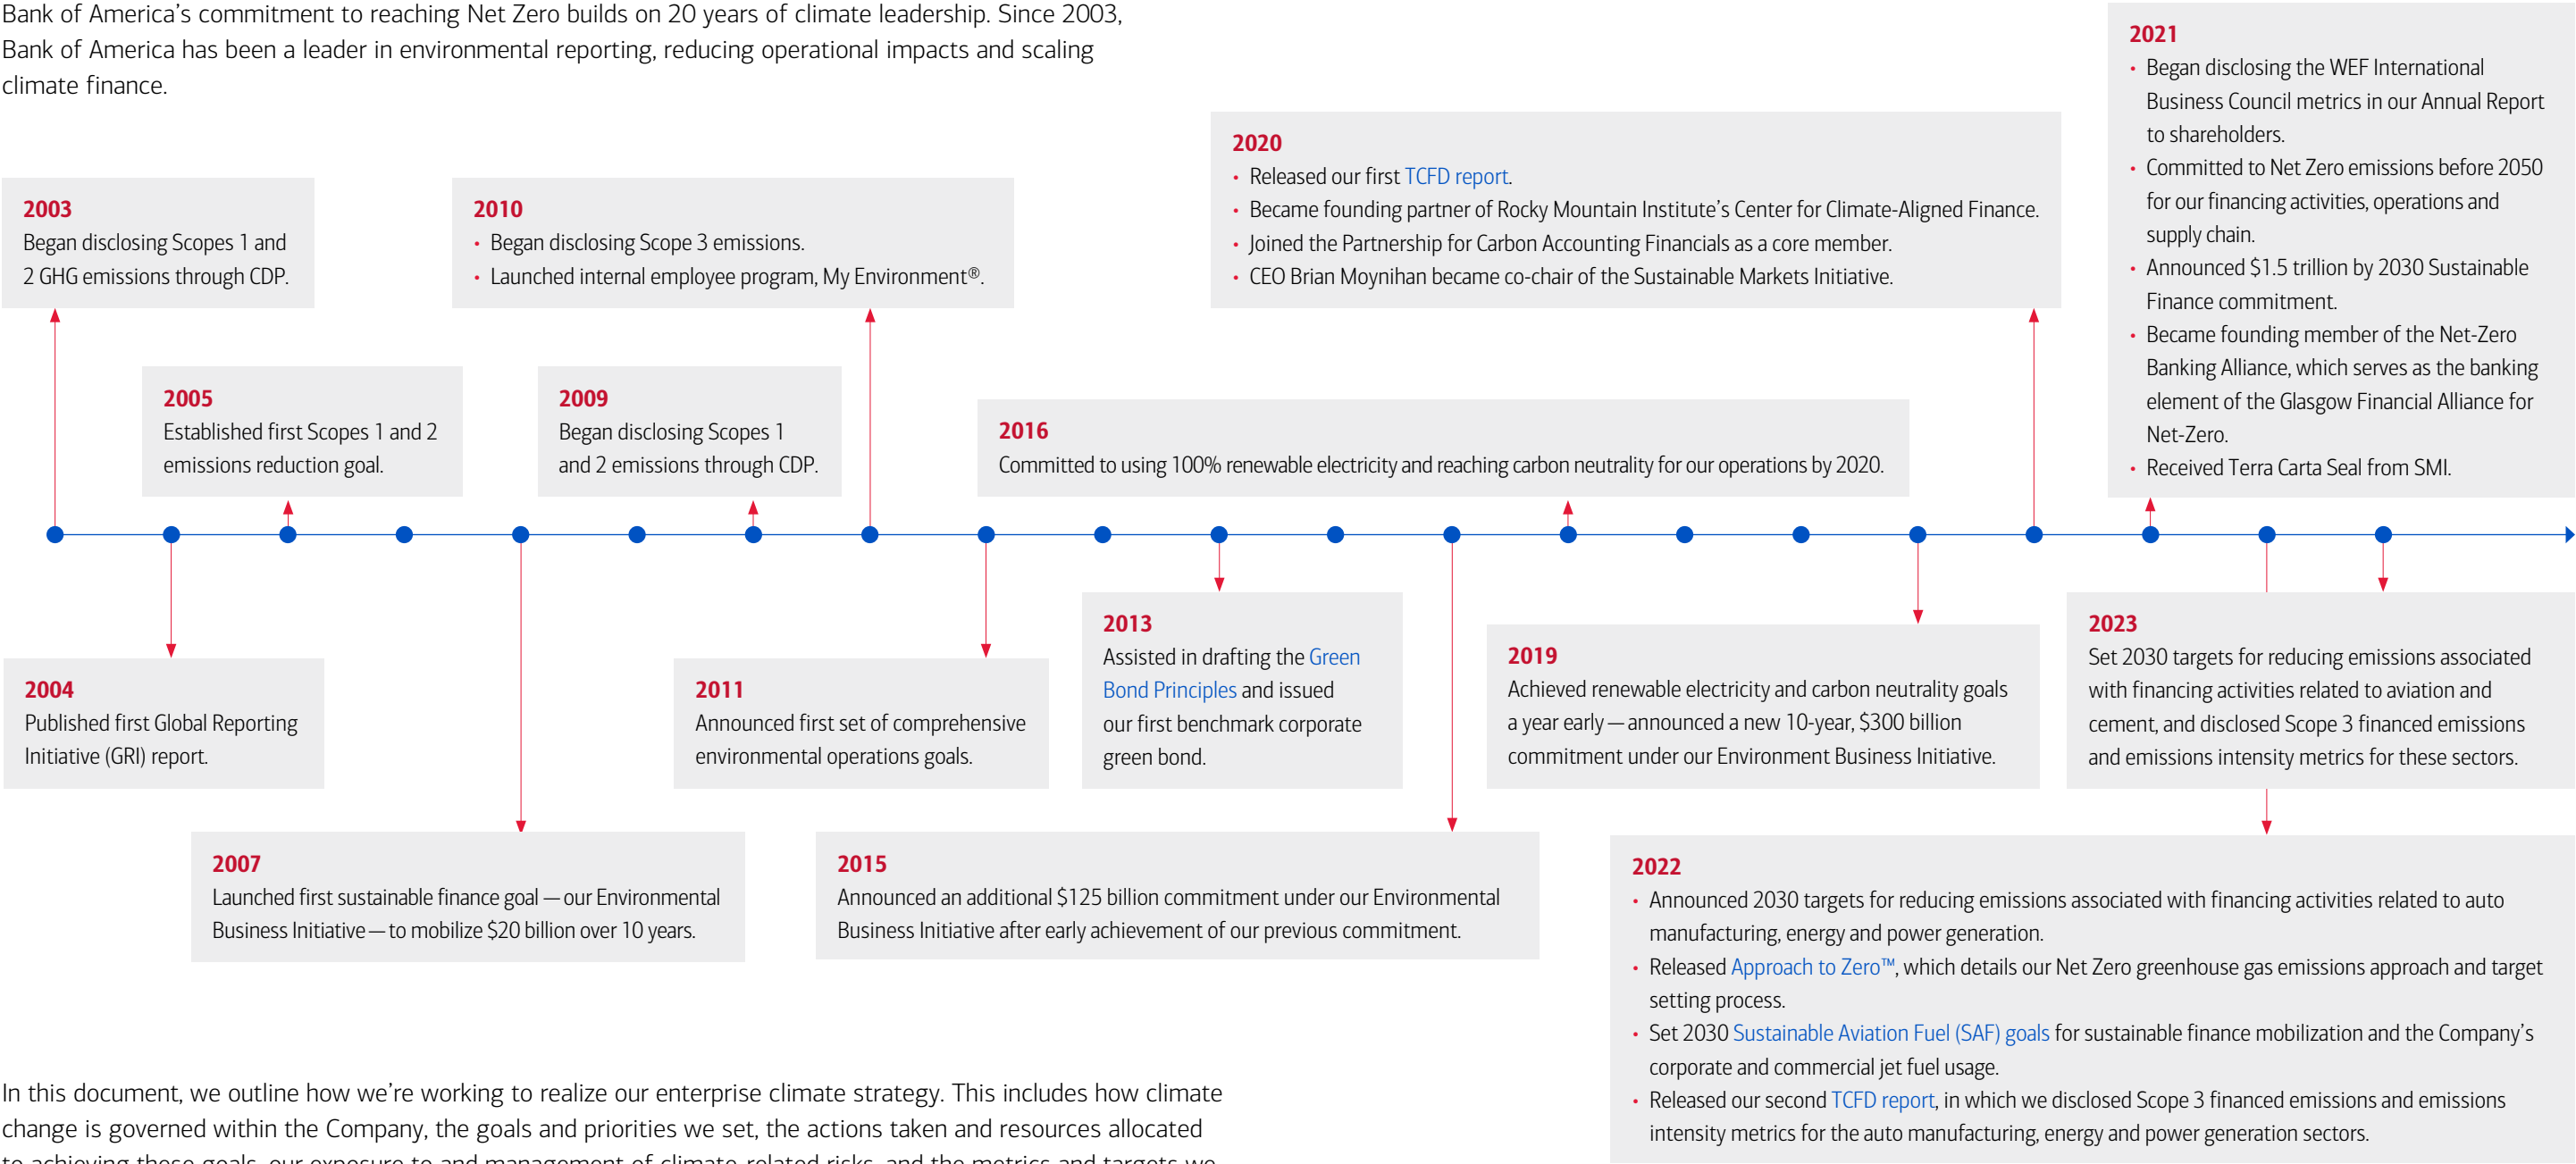 Bank of America's commitment to reaching Net Zero builds on 20 years of climate leadership. Since 2003,
Bank of America has been a leader in environmental reporting, reducing operational impacts and scaling
climate finance.
2003
Began disclosing Scopes 1 and
2 GHG emissions through CDP.
2010
• Began disclosing Scope 3 emissions.
• Launched internal employee program, My Environment®.
2020
• Released our first TCFD report.
• Became founding partner of Rocky Mountain Institute's Center for Climate-Aligned Finance.
• Joined the Partnership for Carbon Accounting Financials as a core member.
• CEO Brian Moynihan became co-chair of the Sustainable Markets Initiative.
2021
• Began disclosing the WEF International
Business Council metrics in our Annual Report
to shareholders.
• Committed to Net Zero emissions before 2050
for our financing activities, operations and
supply chain.
• Announced $1.5 trillion by 2030 Sustainable
Finance commitment.
• Became founding member of the Net-Zero
Banking Alliance, which serves as the banking
element of the Glasgow Financial Alliance for
Net-Zero.
• Received Terra Carta Seal from SMI.
2005
Established first Scopes 1 and 2
emissions reduction goal.
2009
Began disclosing Scopes 1
and 2 emissions through CDP.
2016
Committed to using 100% renewable electricity and reaching carbon neutrality for our operations by 2020.
2004
Published first Global Reporting
Initiative (GRI) report.
2011
Announced first set of comprehensive
environmental operations goals.
2013
Assisted in drafting the Green
Bond Principles and issued
our first benchmark corporate
green bond.
2019
Achieved renewable electricity and carbon neutrality goals
a year early — announced a new 10-year, $300 billion
commitment under our Environment Business Initiative.
2023
Set 2030 targets for reducing emissions associated
with financing activities related to aviation and
cement, and disclosed Scope 3 financed emissions
and emissions intensity metrics for these sectors.
2007
Launched first sustainable finance goal — our Environmental
Business Initiative — to mobilize $20 billion over 10 years.
2015
Announced an additional $125 billion commitment under our Environmental
Business Initiative after early achievement of our previous commitment.
2022
• Announced 2030 targets for reducing emissions associated with financing activities related to auto
manufacturing, energy and power generation.
• Released Approach to Zero™, which details our Net Zero greenhouse gas emissions approach and target
setting process.
• Set 2030 Sustainable Aviation Fuel (SAF) goals for sustainable finance mobilization and the Company's
corporate and commercial jet fuel usage.
• Released our second TCFD report, in which we disclosed Scope 3 financed emissions and emissions
intensity metrics for the auto manufacturing, energy and power generation sectors.
In this document, we outline how we're working to realize our enterprise climate strategy. This includes how climate
change is governed within the Company, the goals and priorities we set, the actions taken and resources allocated
to achieving these goals, our exposure to and management of climate-related risks, and the metrics and targets we